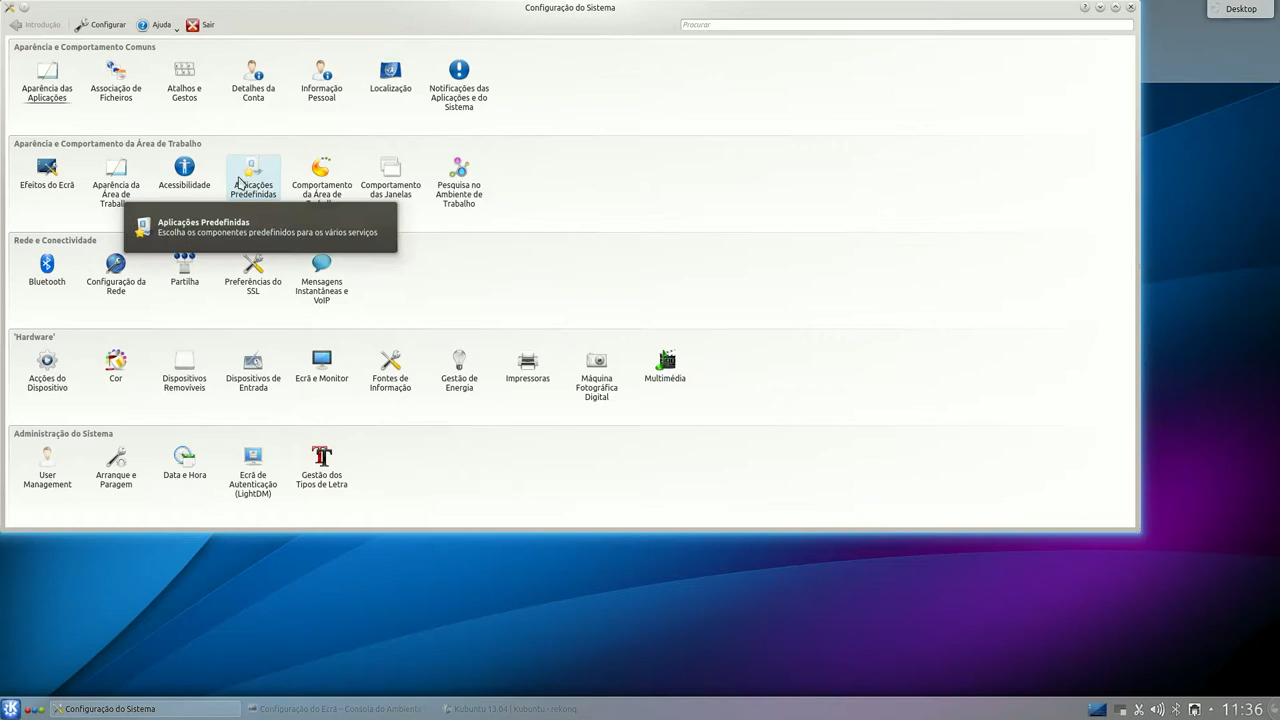 Configuração do Sistema
Desktop
Introdução
Configurar
Ajuda
Sair
Procurar
Aparência e Comportamento Comuns
Aparência das
Aplicações
Associação de
Ficheiros
Atalhos e
Gestos
Detalhes da
Conta
Informação
Pessoal
Localização
Notificações das
Aplicações e do
Sistema
Aparência e Comportamento da Área de Trabalho
Efeitos do Ecrã
Aparência da
Área de
Acessibilidade
Aplicações
Predefinidas
Comportamento
da Área de
Comportamento
das Janelas
Pesquisa no
Ambiente de
Trabalho
Aplicações Predefinidas
Escolha os componentes predefinidos para os vários serviços
Rede e Conectividade
Bluetooth
Configuração da
Rede
Partilha
Preferências do
SSL
Mensagens
Instantâneas e
VoIP
'Hardware'
Acções do
Dispositivo
Cor
Dispositivos
Removíveis
Dispositivos de
Entrada
Ecrã e Monitor
Fontes de
Informação
Gestão de
Energia
Impressoras
Máquina
Fotográfica
Digital
Multimédia
Administração do Sistema
User
Management
Arranque e
Paragem
Data e Hora
Ecrã de
Autenticação
(LightDM)
Gestão dos
Tipos de Letra
Configuração do Sistema
Configuração do Ecrã – Consola do Ambiente
Kubuntu 13.04 | Kubuntu - rekonq
11:36